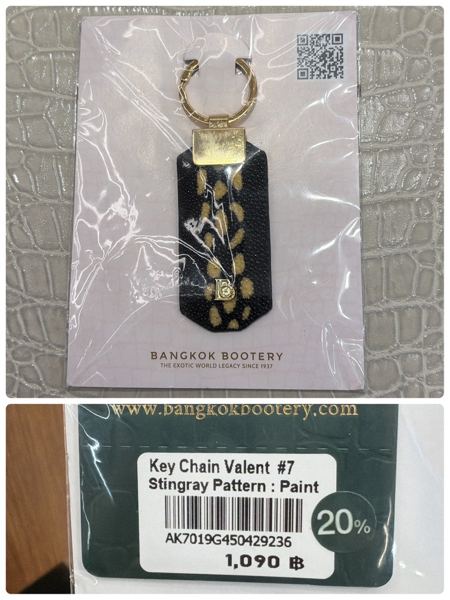 B
BANGKOK BOOTERY
THE EXOTIC WORLD LEGACY SINCE 1937
www.bangkokbootery.com
Key Chain Valent #7
Stingray Pattern : Paint
AK7019G450429236
1,090 ฿
20%